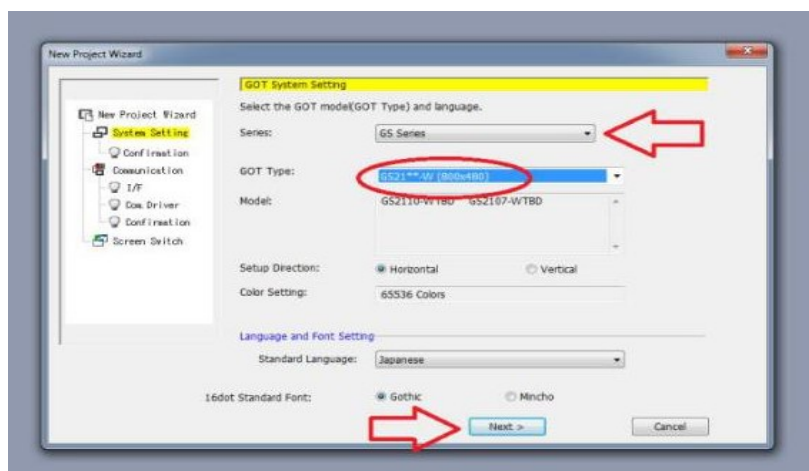 New Project Wizard
GOT System Setting
Select the GOT model(GOT Type) and language.
New Project Wizard
System Setting
Confirmation
Communication
I/F
Com. Driver
Confirmation
Screen Switch
Series:
GS Series
GOT Type:
GS21**-W (800x480)
Model:
GS2110-WTBD GS2107-WTBD
Setup Direction:
Horizontal
Vertical
Color Setting:
65536 Colors
Language and Font Setting
Standard Language:
Japanese
16dot Standard Font:
Gothic
Mincho
Next >
Cancel